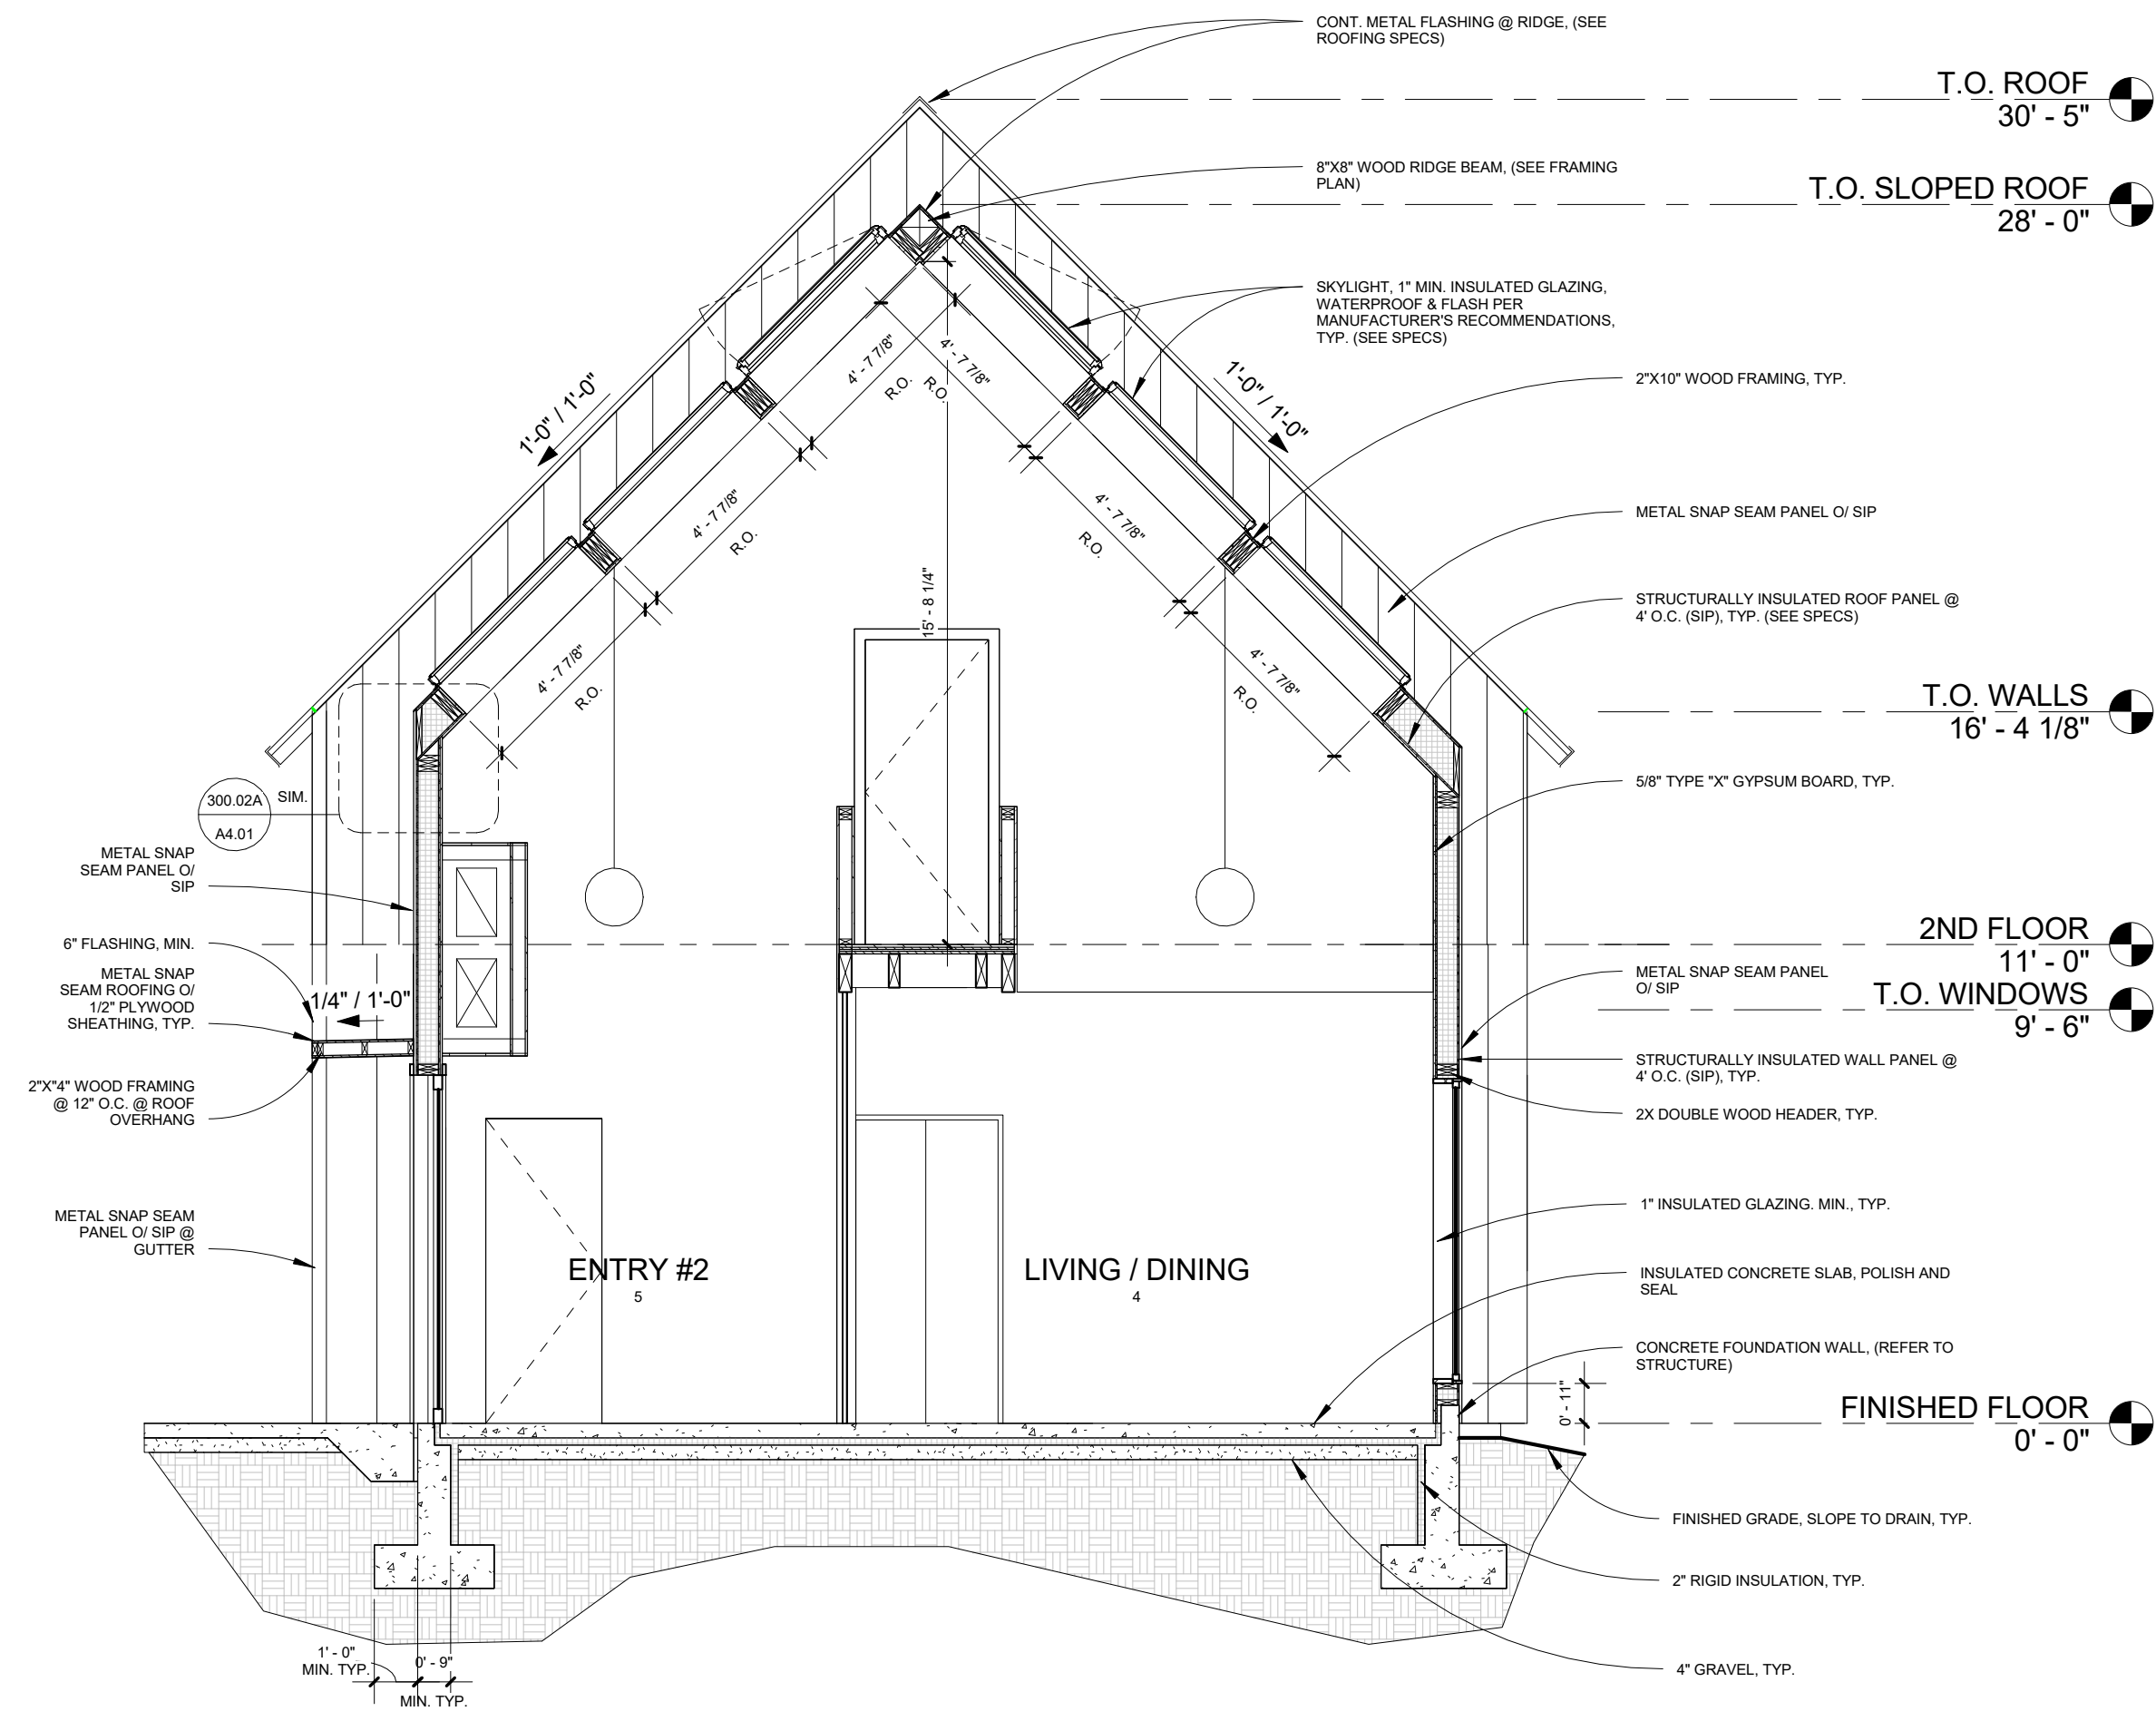 CONT. METAL FLASHING @ RIDGE, (SEE
ROOFING SPECS)
T.O. ROOF
30' - 5"
8"X8" WOOD RIDGE BEAM, (SEE FRAMING
PLAN)
T.O. SLOPED ROOF
28' - 0"
SKYLIGHT, 1" MIN. INSULATED GLAZING,
WATERPROOF & FLASH PER
MANUFACTURER'S RECOMMENDATIONS,
TYP. (SEE SPECS)
1'-0" / 1'-0"
1'-0" / 1'-0"
4' - 7 7/8"
R.O.
4' - 7 7/8"
R.O.
2"X10" WOOD FRAMING, TYP.
4' - 7 7/8"
R.O.
4' - 7 7/8"
R.O.
METAL SNAP SEAM PANEL O/ SIP
15' - 8 1/4"
STRUCTURALLY INSULATED ROOF PANEL @
4' O.C. (SIP), TYP. (SEE SPECS)
4' - 7 7/8"
R.O.
4' - 7 7/8"
R.O.
T.O. WALLS
16' - 4 1/8"
5/8" TYPE "X" GYPSUM BOARD, TYP.
300.02A
A4.01
SIM.
METAL SNAP
SEAM PANEL O/
SIP
6" FLASHING, MIN.
METAL SNAP
SEAM ROOFING O/
1/2" PLYWOOD
SHEATHING, TYP.
1/4" / 1'-0"
2ND FLOOR
11' - 0"
METAL SNAP SEAM PANEL
O/ SIP
T.O. WINDOWS
9' - 6"
STRUCTURALLY INSULATED WALL PANEL @
4' O.C. (SIP), TYP.
2"X"4" WOOD FRAMING
@ 12" O.C. @ ROOF
OVERHANG
2X DOUBLE WOOD HEADER, TYP.
METAL SNAP SEAM
PANEL O/ SIP @
GUTTER
1" INSULATED GLAZING. MIN., TYP.
ENTRY #2
5
LIVING / DINING
4
INSULATED CONCRETE SLAB, POLISH AND
SEAL
CONCRETE FOUNDATION WALL, (REFER TO
STRUCTURE)
0' - 11"
FINISHED FLOOR
0' - 0"
FINISHED GRADE, SLOPE TO DRAIN, TYP.
2" RIGID INSULATION, TYP.
4" GRAVEL, TYP.
1' - 0"
MIN. TYP.
0' - 9"
MIN. TYP.